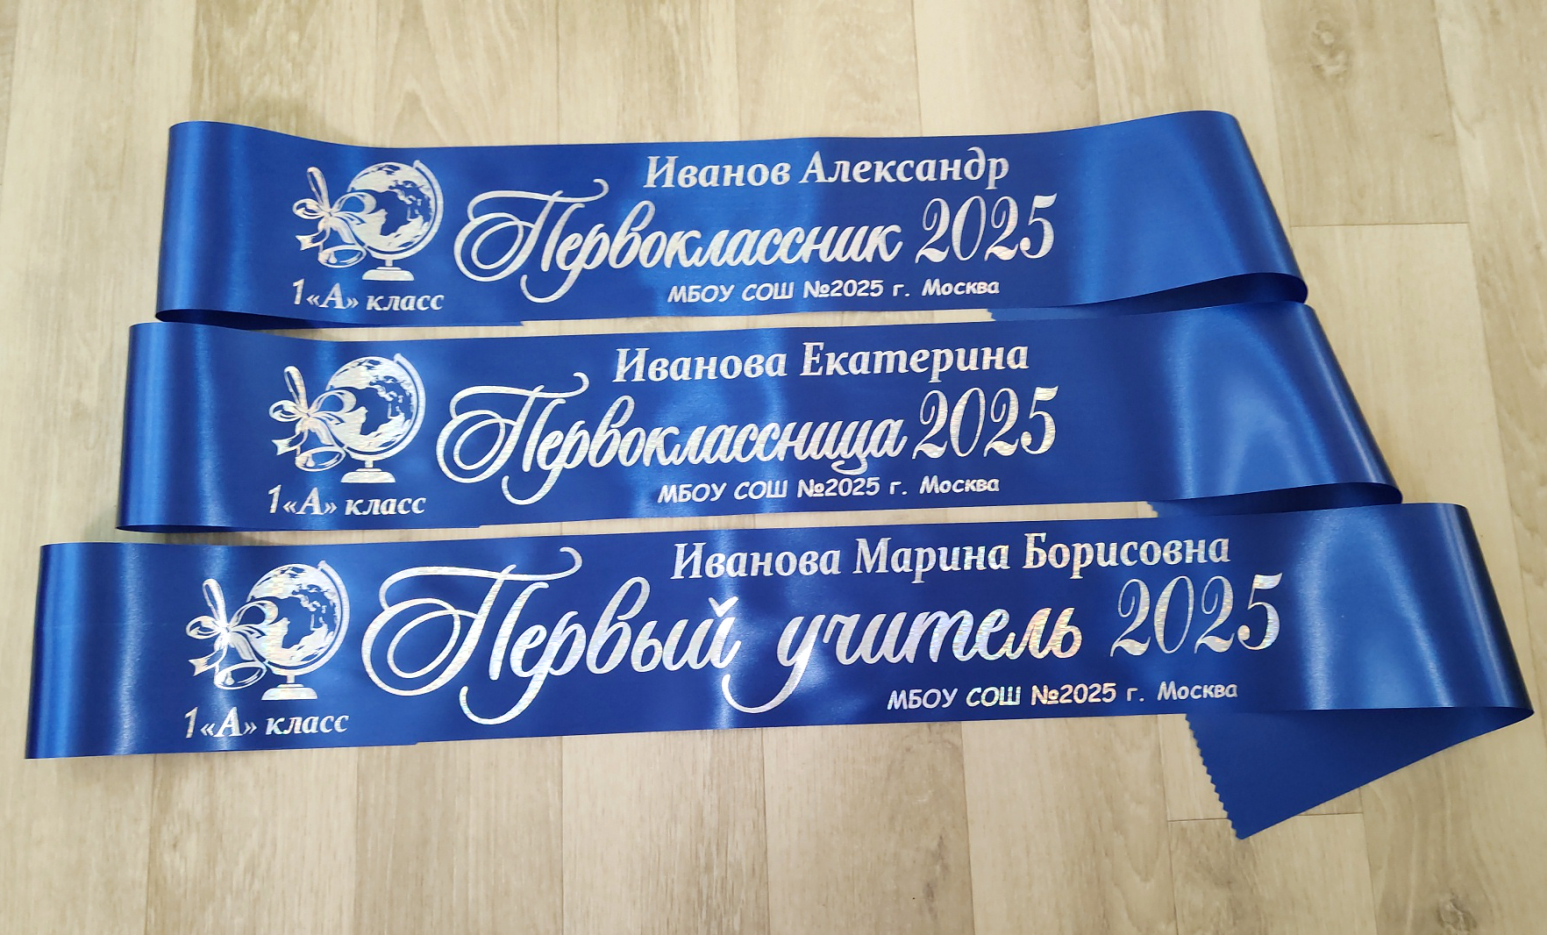 Иванов Александр
Первоклассник 2025
1«А» класс
МБОУ СОШ №2025 г. Москва
Иванова Екатерина
Первоклассница 2025
1«А» класс
МБОУ СОШ №2025 г. Москва
Иванова Марина Борисовна
Первый учитель 2025
МБОУ СОШ №2025 г. Москва
1«А» класс